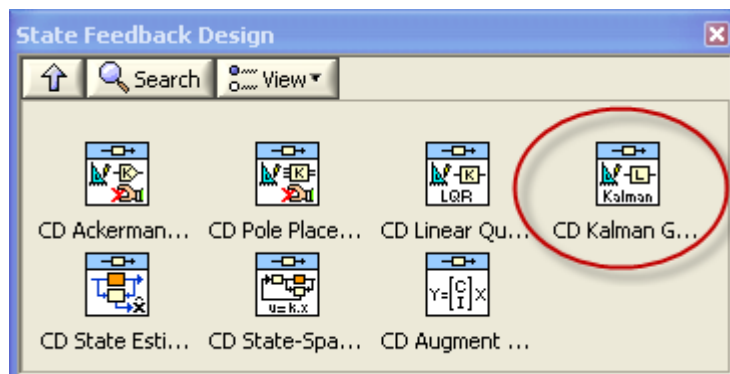 State Feedback Design
Search View
K K K L
LQR Kalman
CD Ackerman... CD Pole Place... CD Linear Qu... CD Kalman G...
x̂ u=k.x Y=[C I]x
CD State Esti... CD State-Spa... CD Augment ...